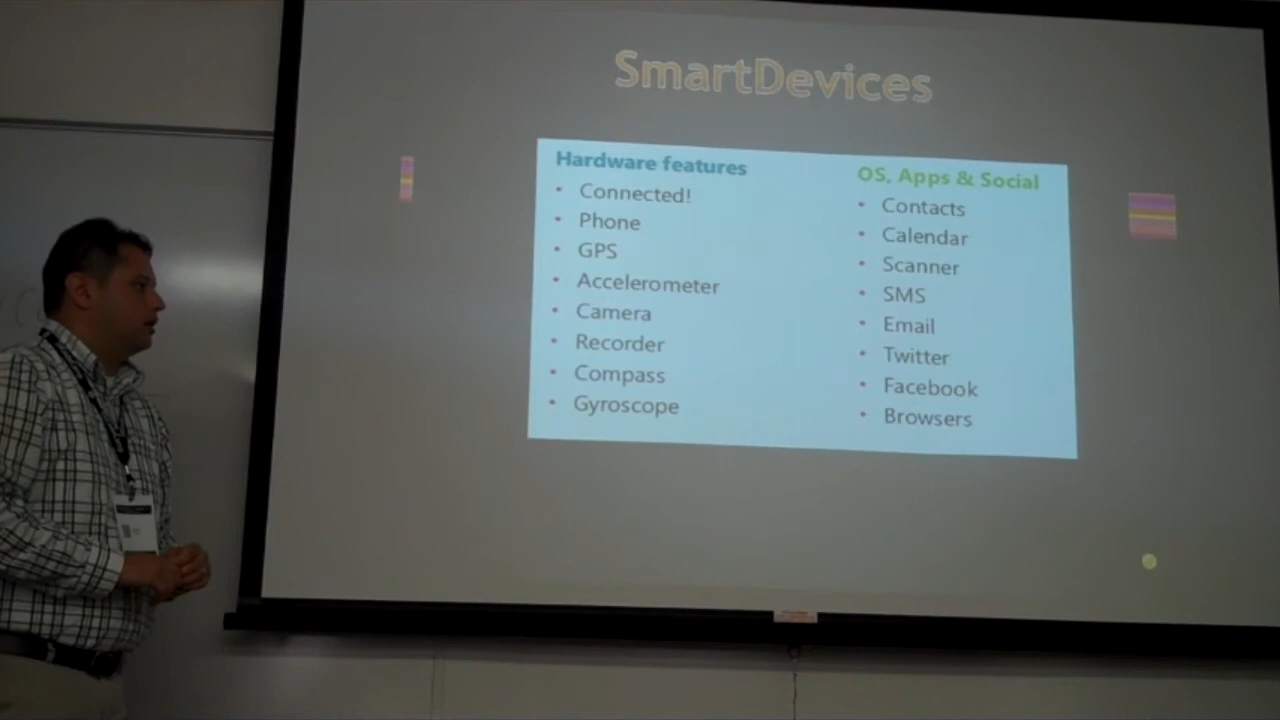 SmartDevices
Hardware features
• Connected!
• Phone
• GPS
• Accelerometer
• Camera
• Recorder
• Compass
• Gyroscope
OS, Apps & Social
• Contacts
• Calendar
• Scanner
• SMS
• Email
• Twitter
• Facebook
• Browsers